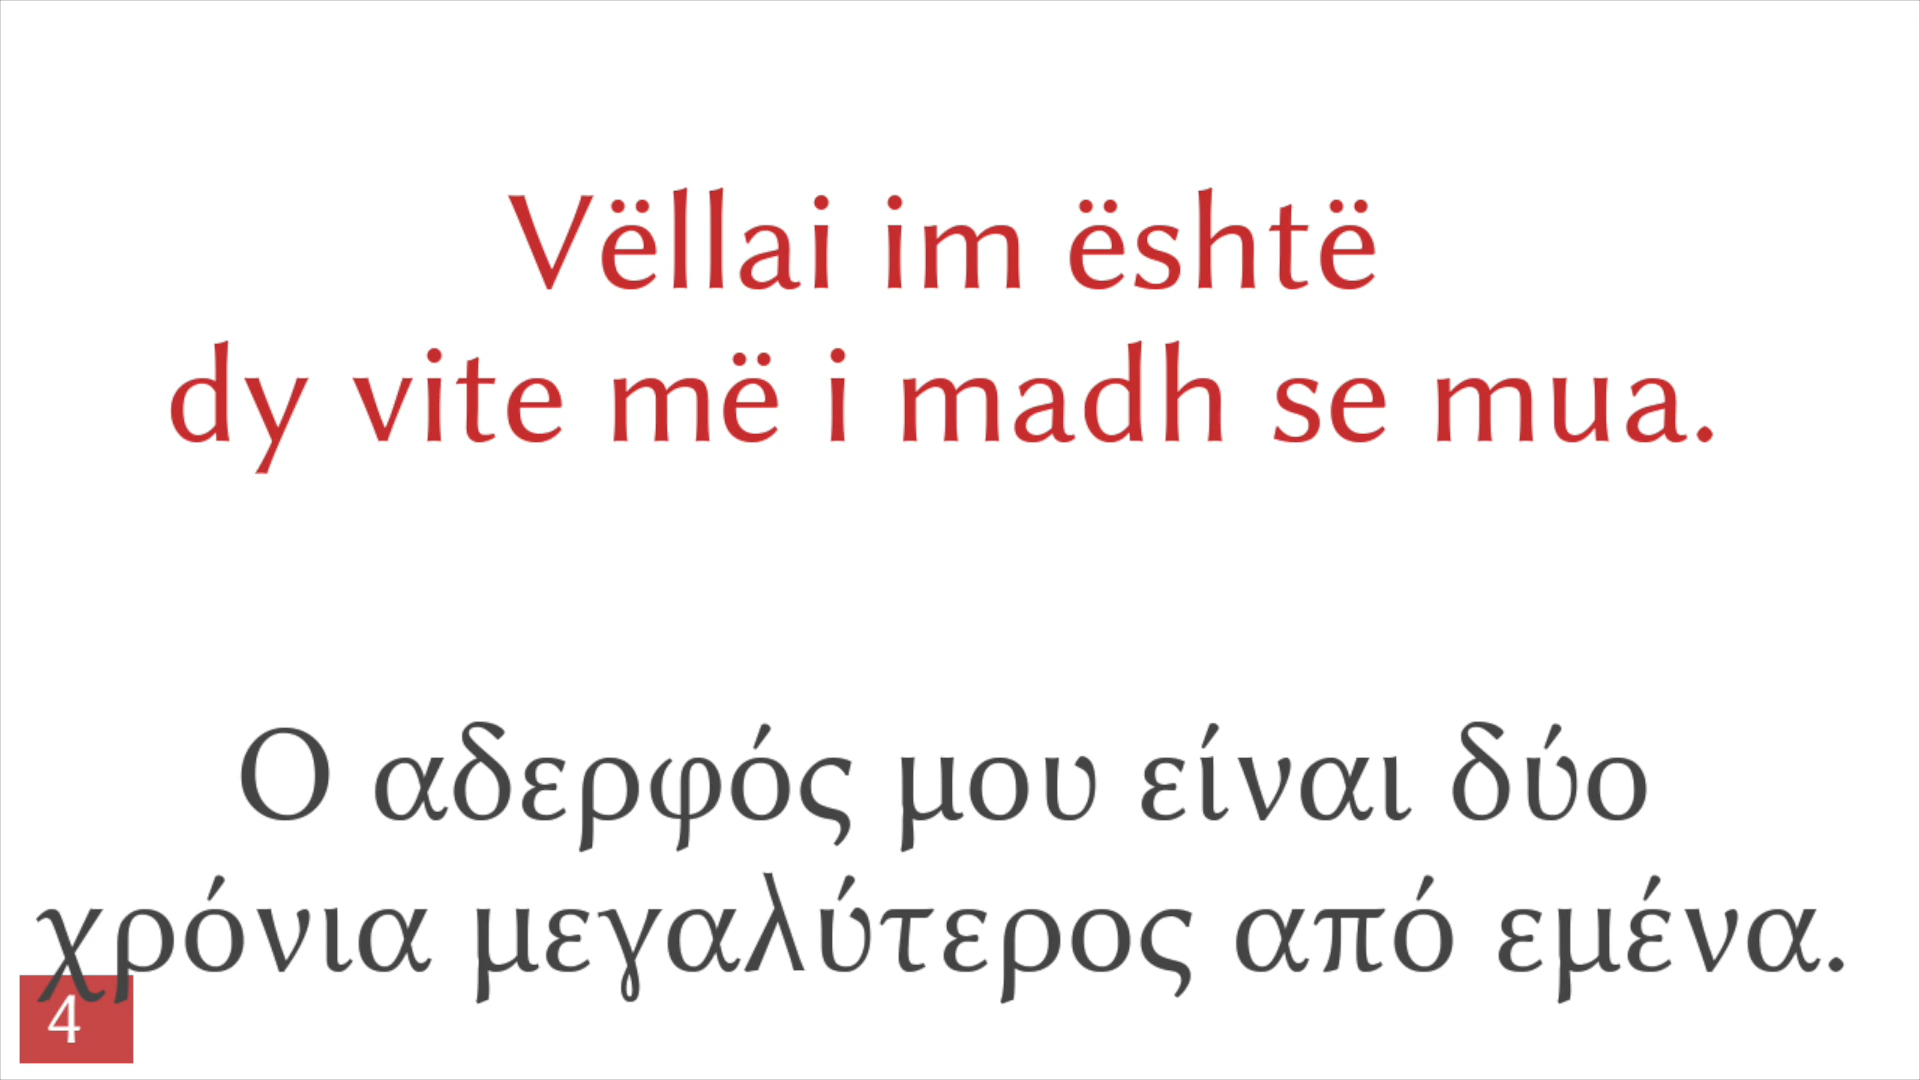 Vëllai im është
dy vite më i madh se mua.
Ο αδερφός μου είναι δύο
χρόνια μεγαλύτερος από εμένα.
4